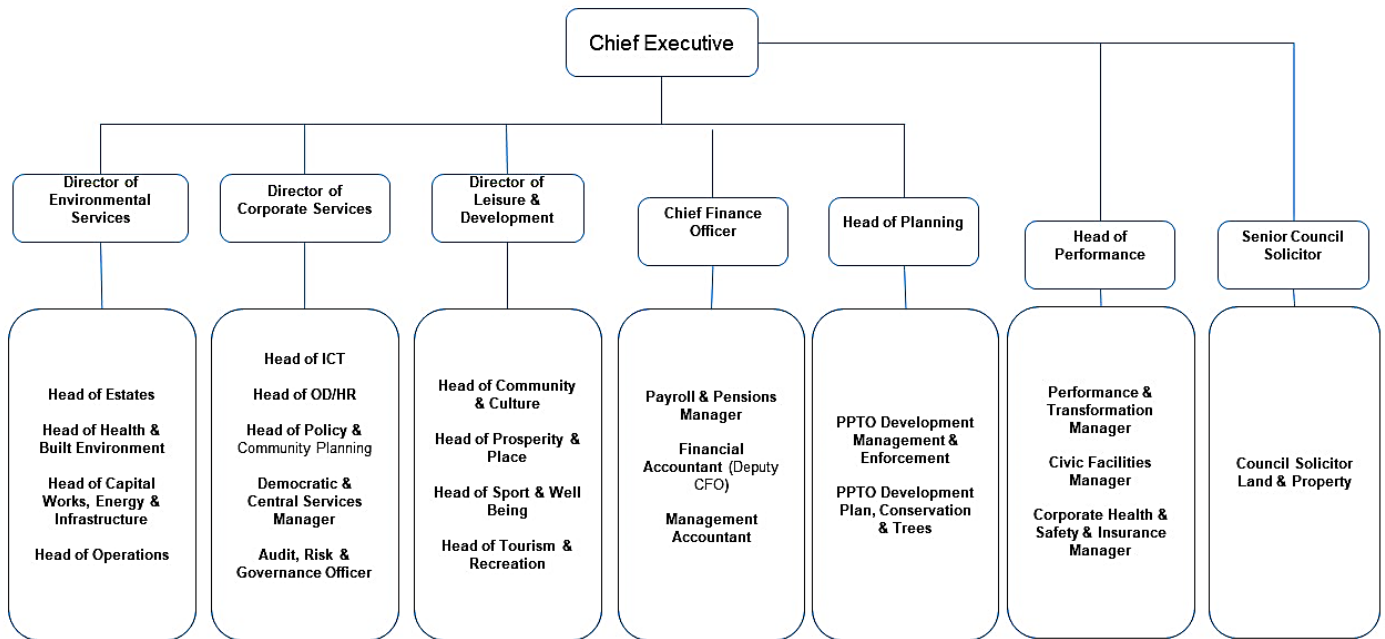 Chief Executive
Director of
Environmental
Services
Director of
Corporate Services
Director of
Leisure &
Development
Chief Finance
Officer
Head of Planning
Head of
Performance
Senior Council
Solicitor
Head of Estates
Head of Health &
Built Environment
Head of Capital
Works, Energy &
Infrastructure
Head of Operations
Head of ICT
Head of OD/HR
Head of Policy &
Community Planning
Democratic &
Central Services
Manager
Audit, Risk &
Governance Officer
Head of Community
& Culture
Head of Prosperity &
Place
Head of Sport & Well
Being
Head of Tourism &
Recreation
Payroll & Pensions
Manager
Financial
Accountant (Deputy
CFO)
Management
Accountant
PPTO Development
Management &
Enforcement
PPTO Development
Plan, Conservation
& Trees
Performance &
Transformation
Manager
Civic Facilities
Manager
Corporate Health &
Safety & Insurance
Manager
Council Solicitor
Land & Property